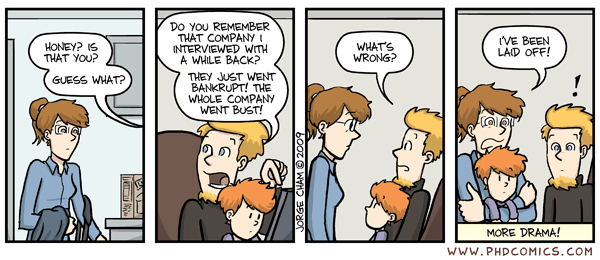 HONEY? IS
THAT YOU?
GUESS WHAT?
DO YOU REMEMBER
THAT COMPANY I
INTERVIEWED WITH
A WHILE BACK?
THEY JUST WENT
BANKRUPT! THE
WHOLE COMPANY
WENT BUST!
JORGE CHAM © 2009
WHAT'S
WRONG?
I'VE BEEN
LAID OFF!
!
MORE DRAMA!
WWW.PHDCOMICS.COM